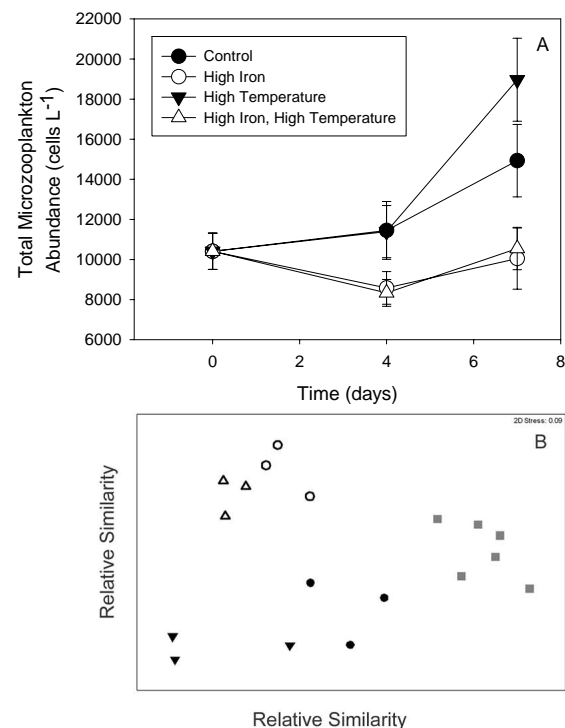 22000
20000
18000
16000
14000
12000
10000
8000
6000
Total Microzooplankton
Abundance (cells L-1)
A
Control
High Iron
High Temperature
High Iron, High Temperature
0 2 4 6 8
Time (days)
2D Stress: 0.09
B
Relative Similarity
Relative Similarity